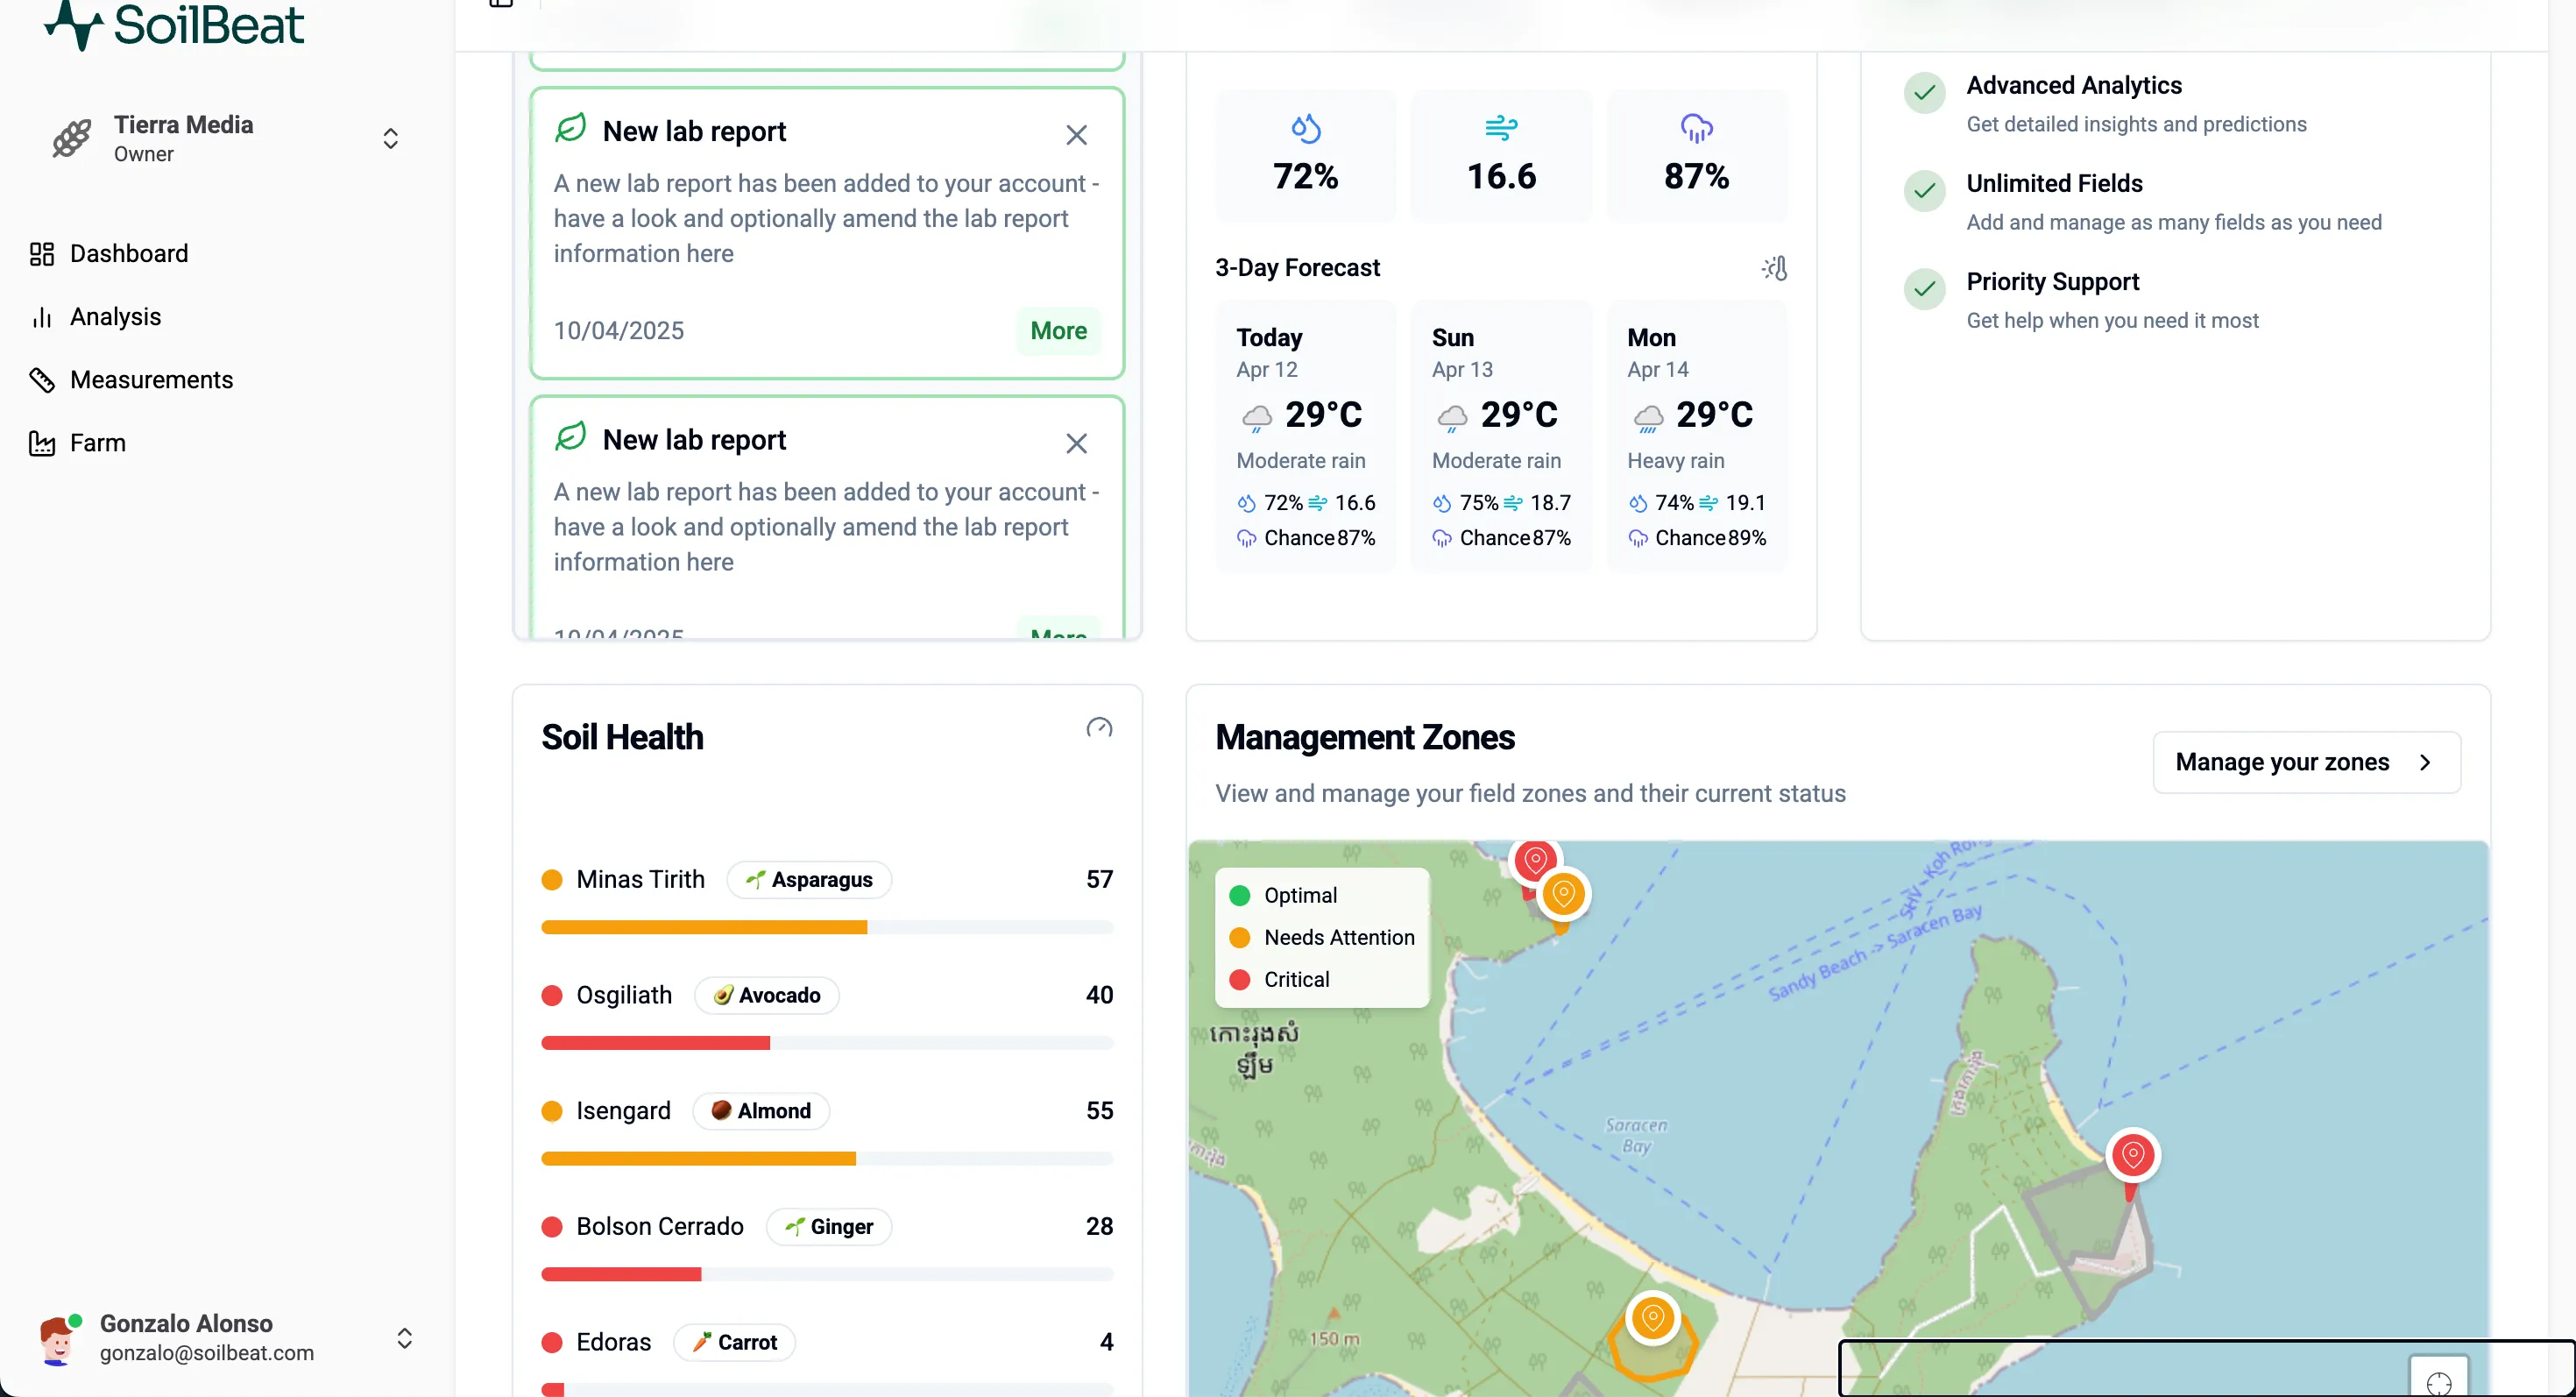 SoilBeat
Tierra Media
Owner
Dashboard
Analysis
Measurements
Farm
Gonzalo Alonso
gonzalo@soilbeat.com
New lab report
A new lab report has been added to your account -
have a look and optionally amend the lab report
information here
10/04/2025
More
New lab report
A new lab report has been added to your account -
have a look and optionally amend the lab report
information here
10/04/2025
More
72%
16.6
87%
3-Day Forecast
Today
Apr 12
29°C
Moderate rain
72% 16.6
Chance 87%
Sun
Apr 13
29°C
Moderate rain
75% 18.7
Chance 87%
Mon
Apr 14
29°C
Heavy rain
74% 19.1
Chance 89%
Advanced Analytics
Get detailed insights and predictions
Unlimited Fields
Add and manage as many fields as you need
Priority Support
Get help when you need it most
Soil Health
Minas Tirith Asparagus 57
Osgiliath Avocado 40
Isengard Almond 55
Bolson Cerrado Ginger 28
Edoras Carrot 4
Management Zones
View and manage your field zones and their current status
Manage your zones
Optimal
Needs Attention
Critical
SHV - Koh
Sandy Beach -> Saracen Bay
កោះរ៉ុងសំ
ឡឹម
Saracen
Bay
150 m